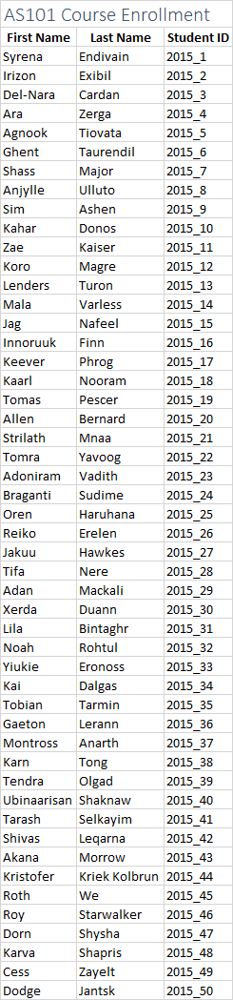 AS101 Course Enrollment
First Name Last Name Student ID
Syrena Endivain 2015_1
Irizon Exibil 2015_2
Del-Nara Cardan 2015_3
Ara Zerga 2015_4
Agnook Tiovata 2015_5
Ghent Taurendil 2015_6
Shass Major 2015_7
Anjylle Ulluto 2015_8
Sim Ashen 2015_9
Kahar Donos 2015_10
Zae Kaiser 2015_11
Koro Magre 2015_12
Lenders Turon 2015_13
Mala Varless 2015_14
Jag Nafeel 2015_15
Innoruuk Finn 2015_16
Keever Phrog 2015_17
Kaarl Nooram 2015_18
Tomas Pescer 2015_19
Allen Bernard 2015_20
Strilath Mnaa 2015_21
Tomra Yavoog 2015_22
Adoniram Vadith 2015_23
Braganti Sudime 2015_24
Oren Haruhana 2015_25
Reiko Erelen 2015_26
Jakuu Hawkes 2015_27
Tifa Nere 2015_28
Adan Mackali 2015_29
Xerda Duann 2015_30
Lila Bintaghr 2015_31
Noah Rohtul 2015_32
Yiukie Eronoss 2015_33
Kai Dalgas 2015_34
Tobian Tarmin 2015_35
Gaeton Lerann 2015_36
Montross Anarth 2015_37
Karn Tong 2015_38
Tendra Olgad 2015_39
Ubinaarisan Shaknaw 2015_40
Tarash Selkayim 2015_41
Shivas Leqarna 2015_42
Akana Morrow 2015_43
Kristofer Kriek Kolbrun 2015_44
Roth We 2015_45
Roy Starwalker 2015_46
Dorn Shysha 2015_47
Karva Shapris 2015_48
Cess Zayelt 2015_49
Dodge Jantsk 2015_50